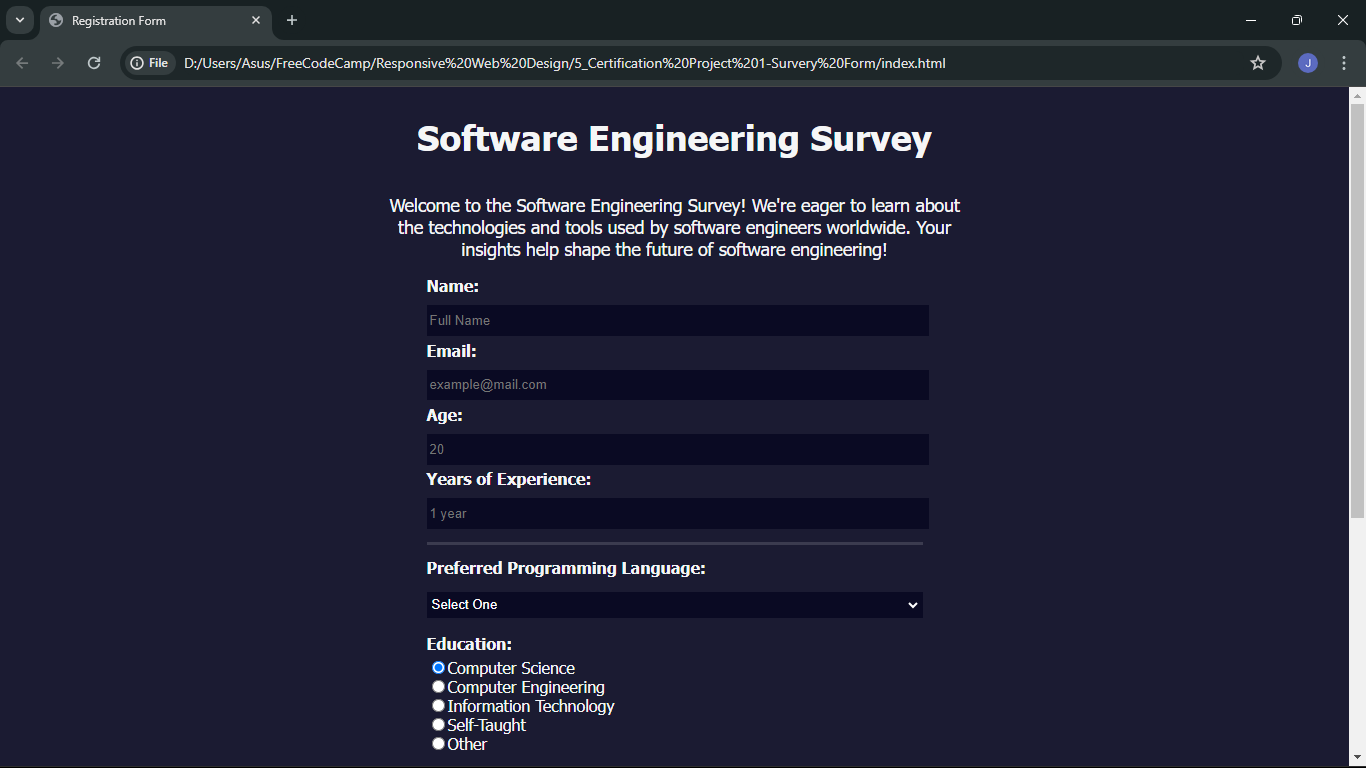 Registration Form
File D:/Users/Asus/FreeCodeCamp/Responsive%20Web%20Design/5_Certification%20Project%201-Survery%20Form/index.html
J
Software Engineering Survey
Welcome to the Software Engineering Survey! We're eager to learn about
the technologies and tools used by software engineers worldwide. Your
insights help shape the future of software engineering!
Name:
Full Name
Email:
example@mail.com
Age:
20
Years of Experience:
1 year
Preferred Programming Language:
Select One
Education:
Computer Science
Computer Engineering
Information Technology
Self-Taught
Other